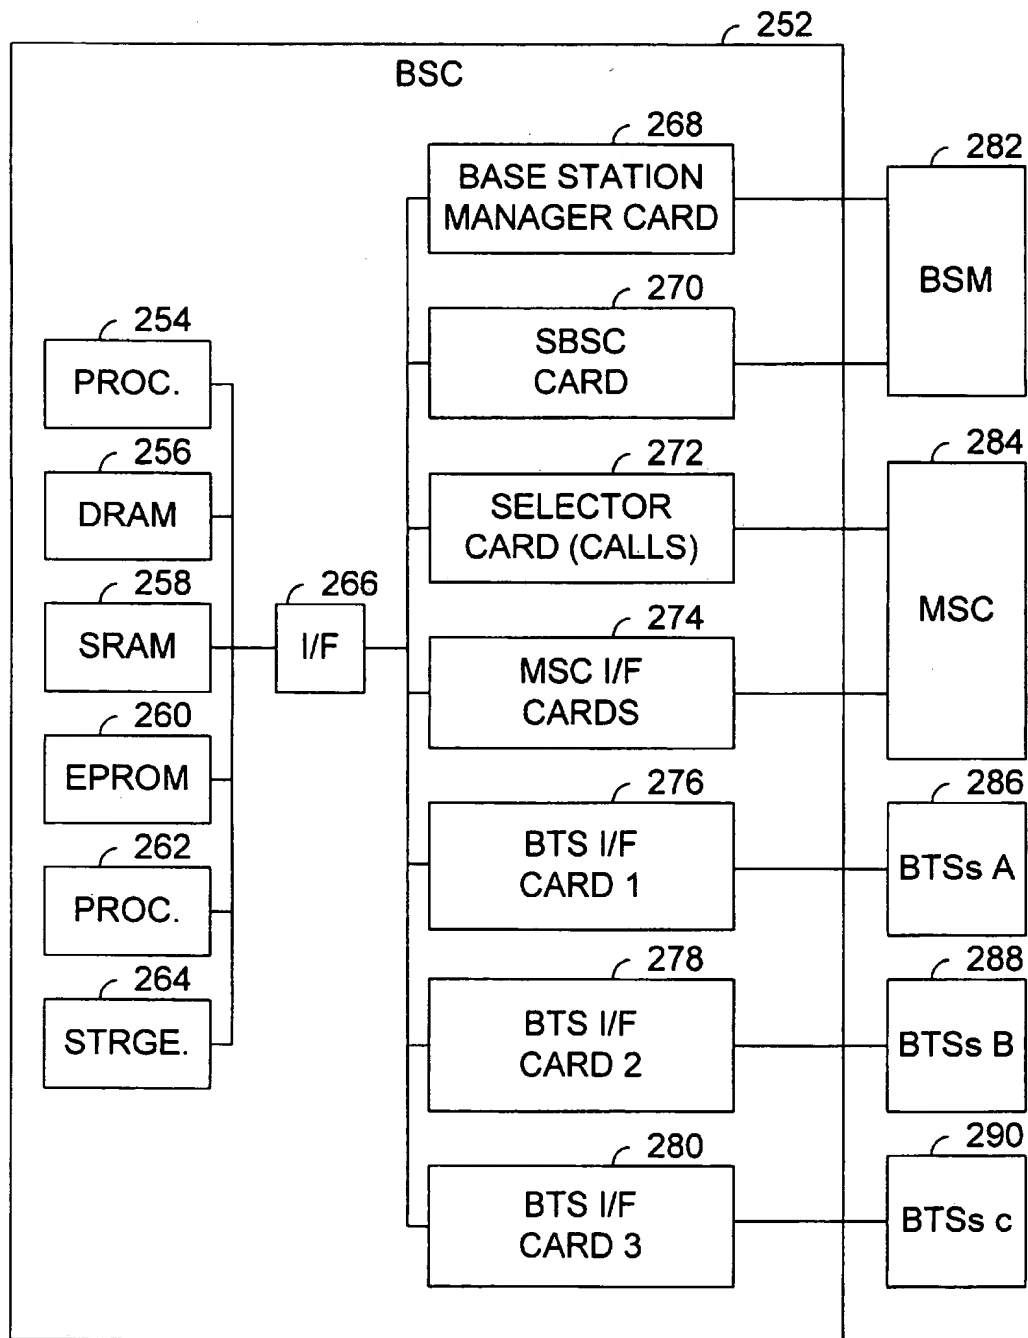 252
BSC
268
BASE STATION
MANAGER CARD
282
BSM
270
SBSC
CARD
254
PROC.
256
DRAM
272
SELECTOR
CARD (CALLS)
284
MSC
258
SRAM
266
I/F
274
MSC I/F
CARDS
260
EPROM
276
BTS I/F
CARD 1
286
BTSs A
262
PROC.
278
BTS I/F
CARD 2
288
BTSs B
264
STRGE.
280
BTS I/F
CARD 3
290
BTSs c